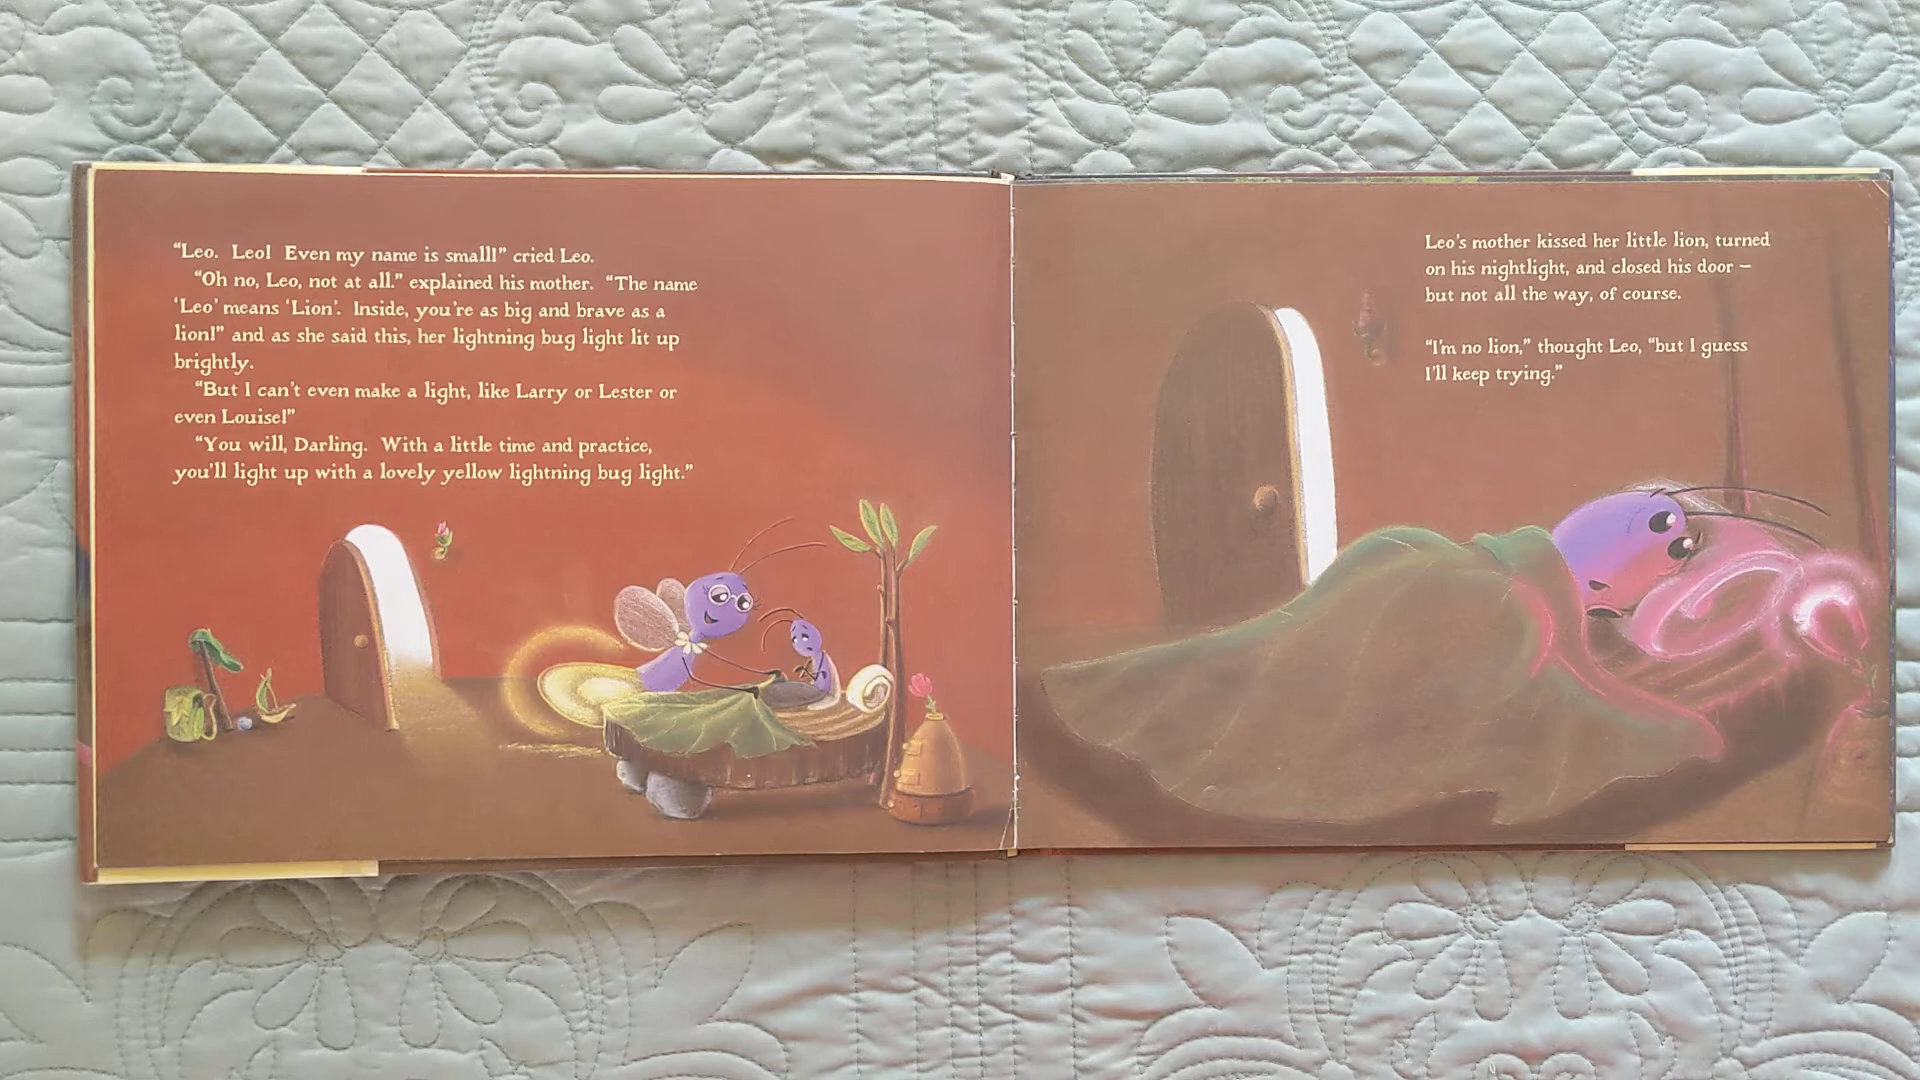 “Leo.  Leo!  Even my name is small!” cried Leo.
“Oh no, Leo, not at all.” explained his mother.  “The name
‘Leo’ means ‘Lion’.  Inside, you’re as big and brave as a
lion!” and as she said this, her lightning bug light lit up
brightly.
“But I can’t even make a light, like Larry or Lester or
even Louise!”
“You will, Darling.  With a little time and practice,
you’ll light up with a lovely yellow lightning bug light.”
Leo’s mother kissed her little lion, turned
on his nightlight, and closed his door –
but not all the way, of course.
“I’m no lion,” thought Leo, “but I guess
I’ll keep trying.”